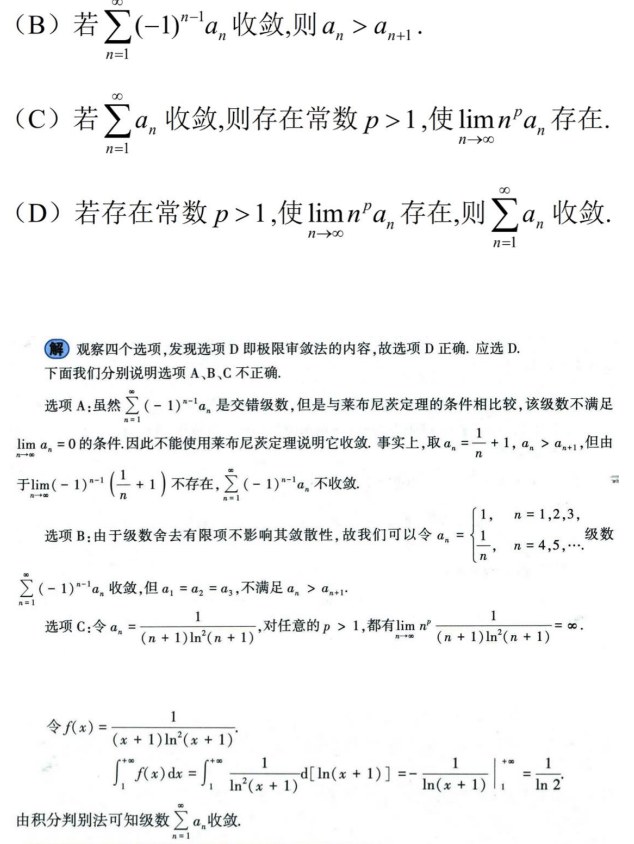 (B) 若 $\sum_{n=1}^{\infty}(-1)^{n-1}a_n$ 收敛,则 $a_n > a_{n+1}$ .
(C) 若 $\sum_{n=1}^{\infty}a_n$ 收敛,则存在常数 $p>1$ ,使 $\lim_{n\to\infty}n^p a_n$ 存在.
(D) 若存在常数 $p>1$ ,使 $\lim_{n\to\infty}n^p a_n$ 存在,则 $\sum_{n=1}^{\infty}a_n$ 收敛.
解 观察四个选项,发现选项 D 即极限审敛法的内容,故选项 D 正确. 应选 D.
下面我们分别说明选项 A、B、C 不正确.
选项 A:虽然 $\sum_{n=1}^{\infty}(-1)^{n-1}a_n$ 是交错级数,但是与莱布尼茨定理的条件相比较,该级数不满足
$\lim_{n\to\infty}a_n = 0$ 的条件.因此不能使用莱布尼茨定理说明它收敛. 事实上,取 $a_n = \frac{1}{n} + 1$, $a_n > a_{n+1}$,但由
于 $\lim_{n\to\infty}(-1)^{n-1}\left(\frac{1}{n}+1\right)$ 不存在, $\sum_{n=1}^{\infty}(-1)^{n-1}a_n$ 不收敛.
选项 B:由于级数舍去有限项不影响其敛散性,故我们可以令 $a_n = \begin{cases}1, & n=1,2,3,\\ \frac{1}{n}, & n=4,5,\cdots.\end{cases}$ 级数
$\sum_{n=1}^{\infty}(-1)^{n-1}a_n$ 收敛,但 $a_1 = a_2 = a_3$,不满足 $a_n > a_{n+1}$.
选项 C:令 $a_n = \frac{1}{(n+1)\ln^2(n+1)}$,对任意的 $p > 1$,都有 $\lim_{n\to\infty}n^p\frac{1}{(n+1)\ln^2(n+1)} = \infty$.
令 $f(x) = \frac{1}{(x+1)\ln^2(x+1)}$.
$\int_1^{+\infty}f(x)dx = \int_1^{+\infty}\frac{1}{\ln^2(x+1)}d[\ln(x+1)] = -\frac{1}{\ln(x+1)}\Big|_1^{+\infty} = \frac{1}{\ln 2}$.
由积分判别法可知级数 $\sum_{n=1}^{\infty}a_n$ 收敛.